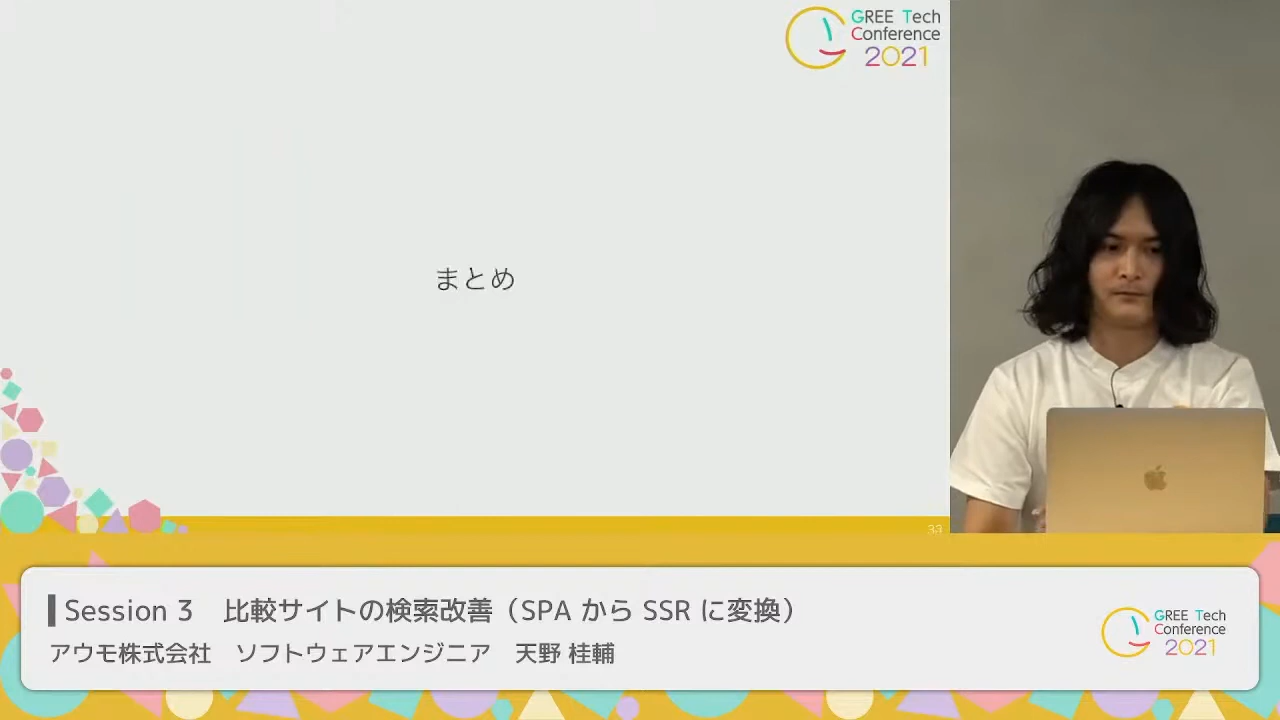 GREE Tech
Conference
2021
まとめ
33
Session 3 比較サイトの検索改善（SPA から SSR に変換）
アウモ株式会社 ソフトウェアエンジニア 天野 桂輔
GREE Tech
Conference
2021